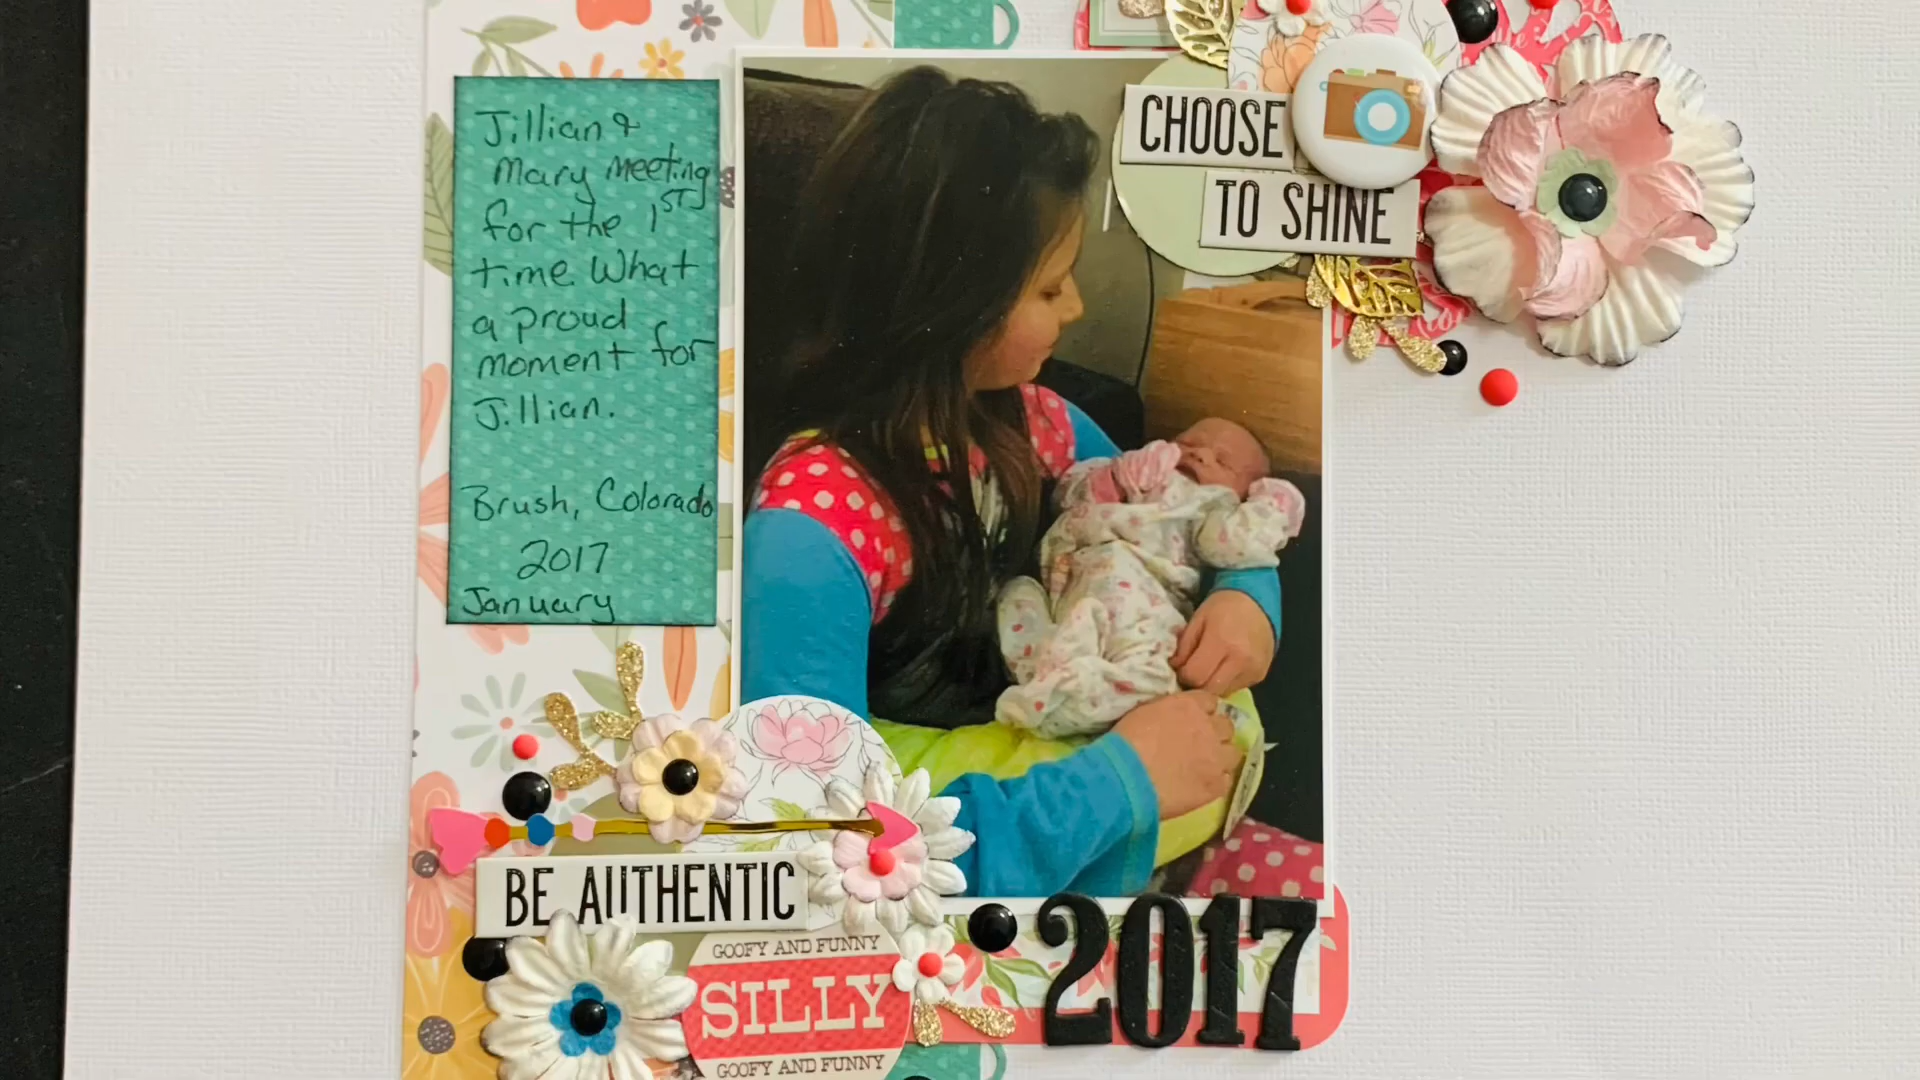 Jillian &
Mary meeting
for the 1ST
time. What
a proud
moment for
Jillian.
Brush, Colorado
2017
January
CHOOSE
TO SHINE
BE AUTHENTIC
GOOFY AND FUNNY
SILLY
GOOFY AND FUNNY
2017